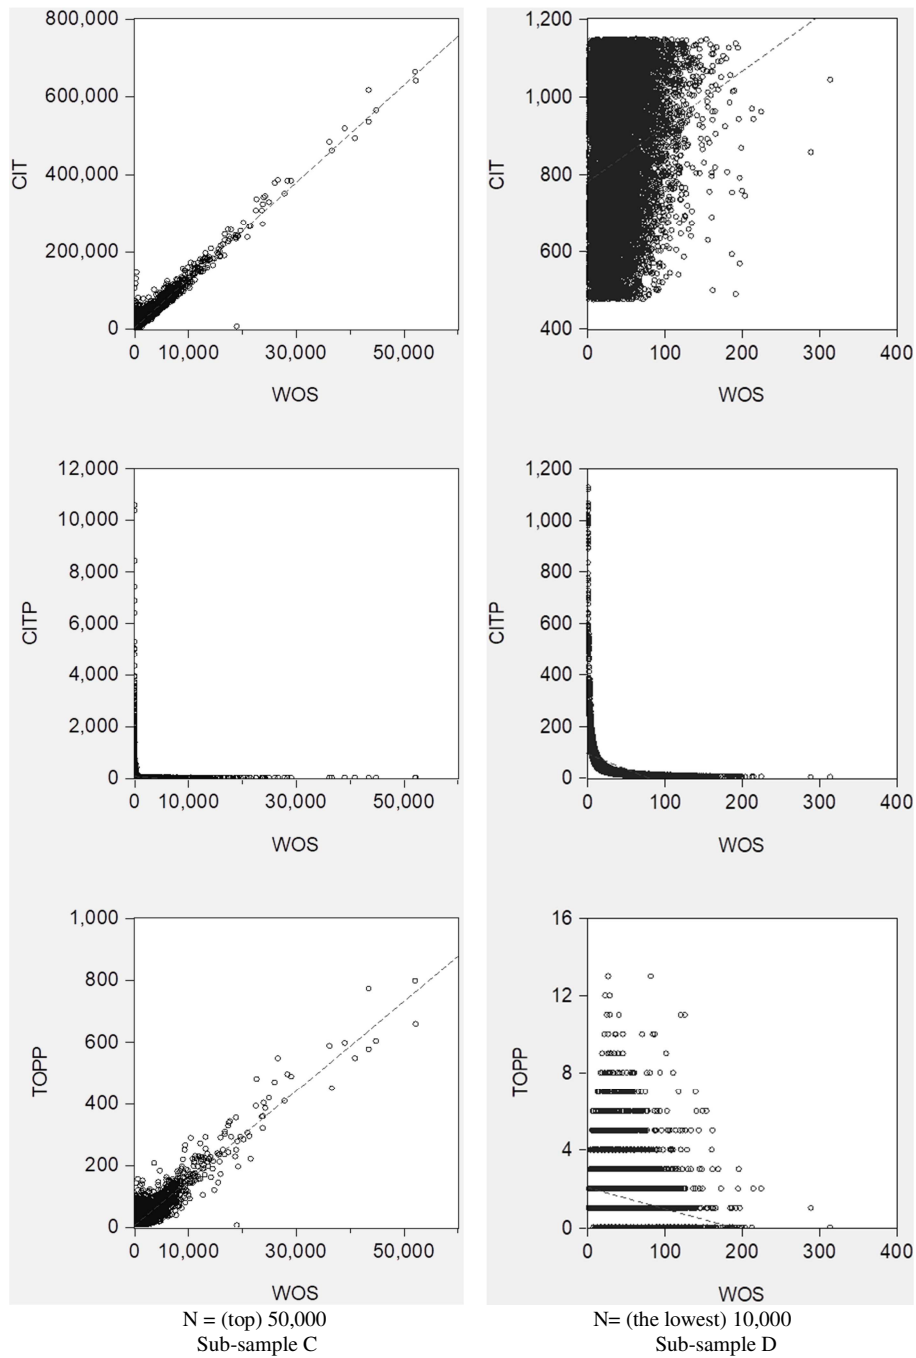 800,000
600,000
400,000
200,000
0
CIT
0 10,000 30,000 50,000
WOS
1,200
1,000
800
600
400
CIT
0 100 200 300 400
WOS
12,000
10,000
8,000
6,000
4,000
2,000
0
CITP
0 10,000 30,000 50,000
WOS
1,200
1,000
800
600
400
200
0
CITP
0 100 200 300 400
WOS
1,000
800
600
400
200
0
TOPP
0 10,000 30,000 50,000
WOS
16
12
8
4
0
TOPP
0 100 200 300 400
WOS
N = (top) 50,000
Sub-sample C
N= (the lowest) 10,000
Sub-sample D